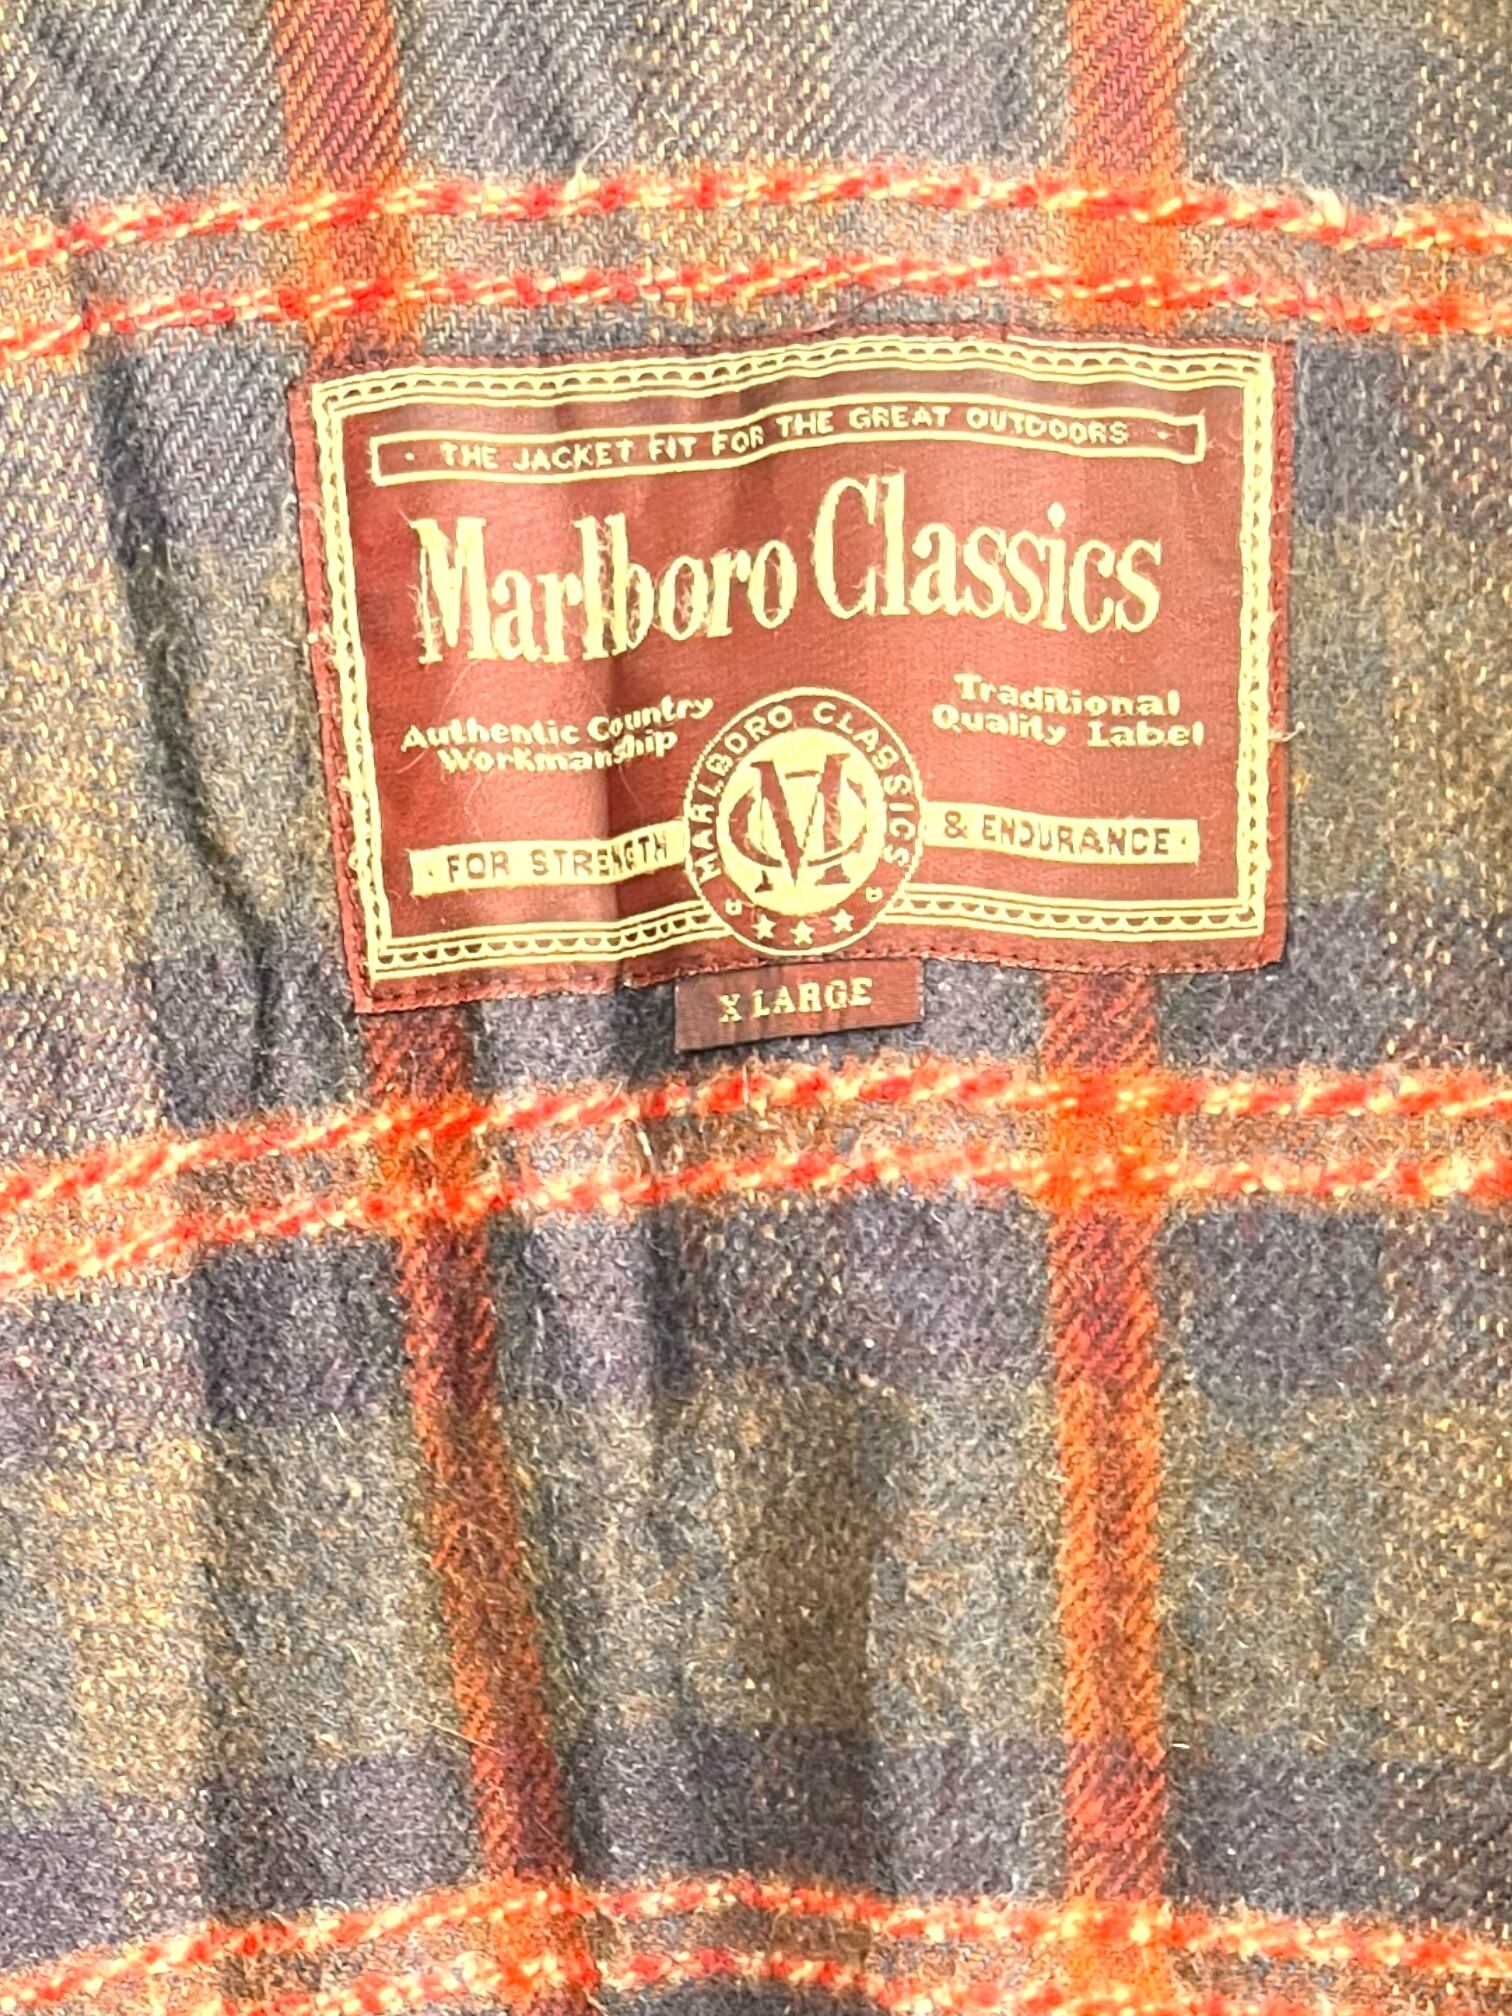 · THE JACKET FIT FOR THE GREAT OUTDOORS ·
Marlboro Classics
Authentic Country
Workmanship
Traditional
Quality Label
MARLBORO CLASSICS
MC
· FOR STRENGTH
& ENDURANCE ·
X LARGE